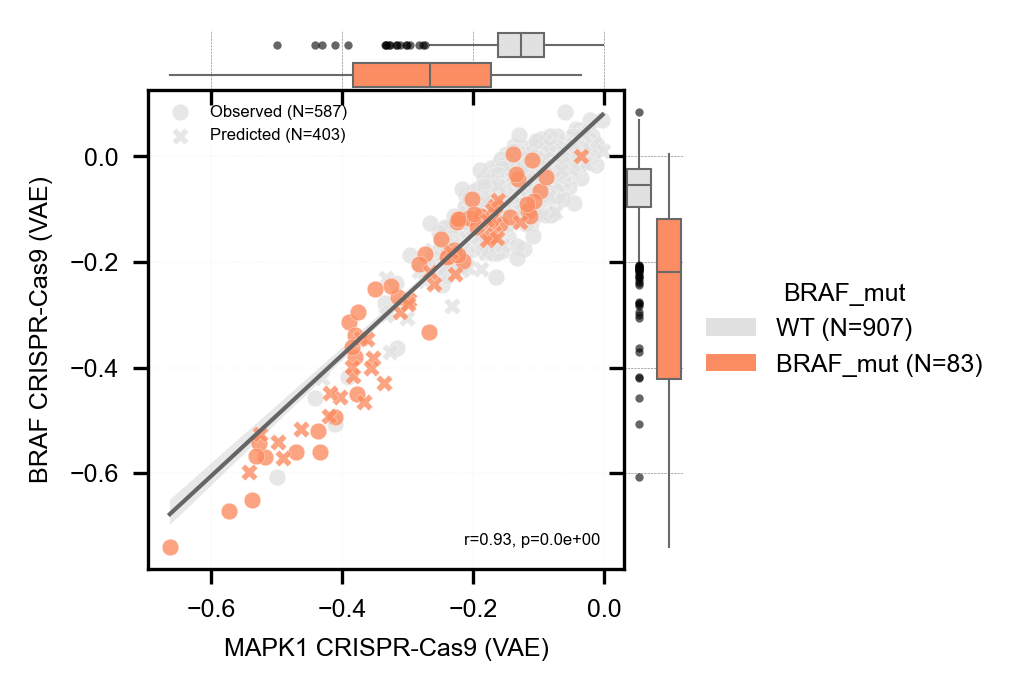 Observed (N=587)
Predicted (N=403)
0.0
−0.2
−0.4
−0.6
BRAF CRISPR-Cas9 (VAE)
r=0.93, p=0.0e+00
−0.6
−0.4
−0.2
0.0
MAPK1 CRISPR-Cas9 (VAE)
BRAF_mut
WT (N=907)
BRAF_mut (N=83)